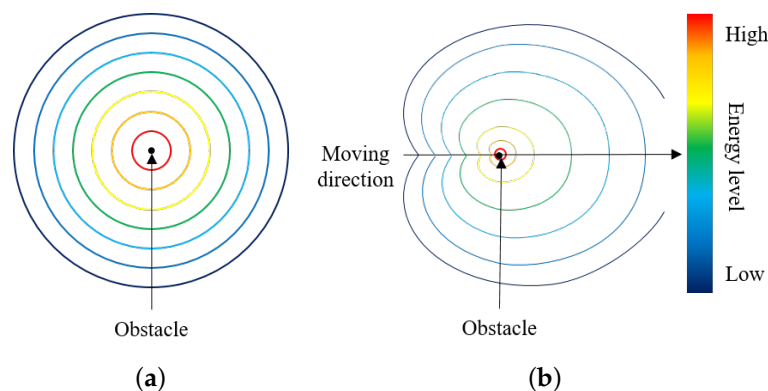 High
Energy level
Low
Moving
direction
Obstacle
Obstacle
(a)
(b)